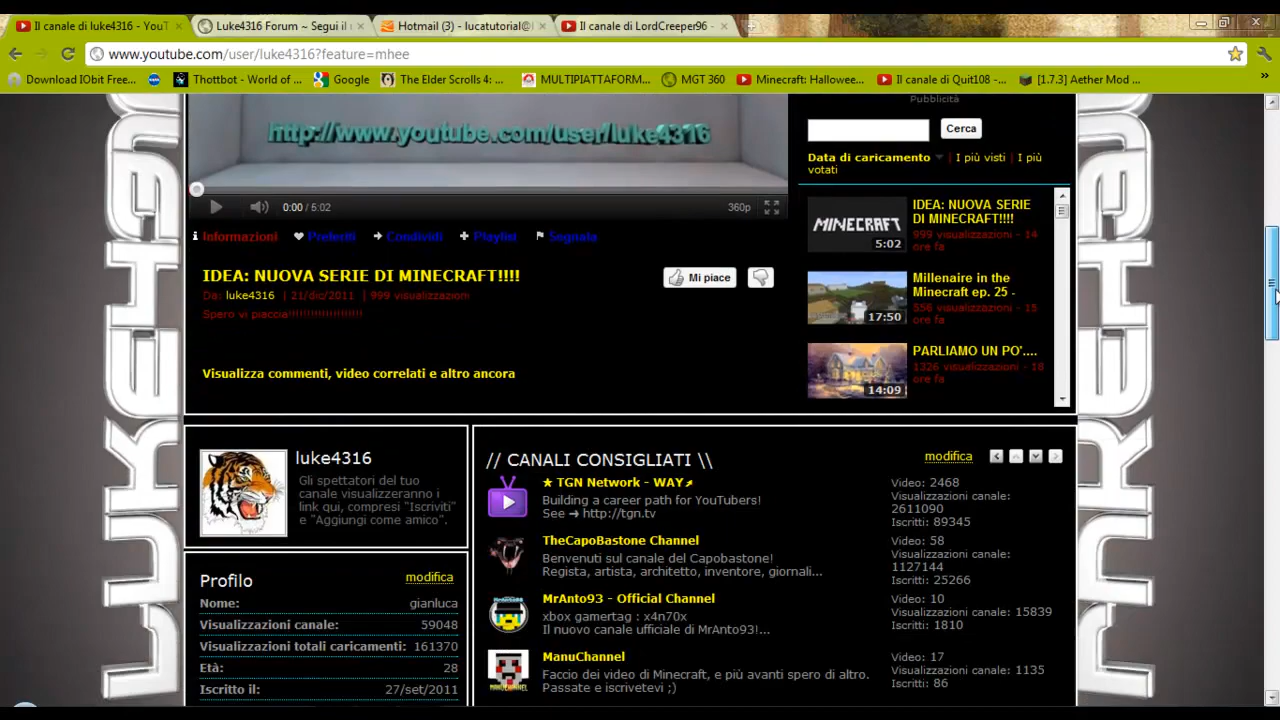 Il canale di luke4316 - YouT
Luke4316 Forum ~ Segui il
Hotmail (3) - lucatutorial@
Il canale di LordCreeper96 -
www.youtube.com/user/luke4316?feature=mhee
Download IObit Free...
Thottbot - World of ...
Google
The Elder Scrolls 4: ...
MULTIPIATTAFORM...
MGT 360
Minecraft: Hallowee...
Il canale di Quit108 -...
[1.7.3] Aether Mod ...
»
http://www.youtube.com/user/luke4316
0:00 / 5:02
360p
Informazioni
Preferiti
Condividi
Playlist
Segnala
IDEA: NUOVA SERIE DI MINECRAFT!!!!
Mi piace
Da: luke4316 | 21/dic/2011 | 999 visualizzazioni
Spero vi piaccia!!!!!!!!!!!!!!!!!!!!
Visualizza commenti, video correlati e altro ancora
Pubblicità
Cerca
Data di caricamento | I più visti | I più
votati
MINECRAFT
5:02
IDEA: NUOVA SERIE
DI MINECRAFT!!!!
999 visualizzazioni - 14
ore fa
17:50
Millenaire in the
Minecraft ep. 25 -
556 visualizzazioni - 15
ore fa
14:09
PARLIAMO UN PO'....
1326 visualizzazioni - 18
ore fa
luke4316
Gli spettatori del tuo
canale visualizzeranno i
link qui, compresi "Iscriviti"
e "Aggiungi come amico".
Profilo
modifica
Nome: gianluca
Visualizzazioni canale: 59048
Visualizzazioni totali caricamenti: 161370
Età: 28
Iscritto il: 27/set/2011
// CANALI CONSIGLIATI \\
modifica
★ TGN Network - WAY➚
Building a career path for YouTubers!
See ➜ http://tgn.tv
Video: 2468
Visualizzazioni canale:
2611090
Iscritti: 89345
TheCapoBastone Channel
Benvenuti sul canale del Capobastone!
Regista, artista, architetto, inventore, giornali...
Video: 58
Visualizzazioni canale:
1127144
Iscritti: 25266
MrAnto93 - Official Channel
xbox gamertag : x4n70x
Il nuovo canale ufficiale di MrAnto93!...
Video: 10
Visualizzazioni canale: 15839
Iscritti: 1810
ManuChannel
Faccio dei video di Minecraft, e più avanti spero di altro.
Passate e iscrivetevi ;)
Video: 17
Visualizzazioni canale: 1135
Iscritti: 86